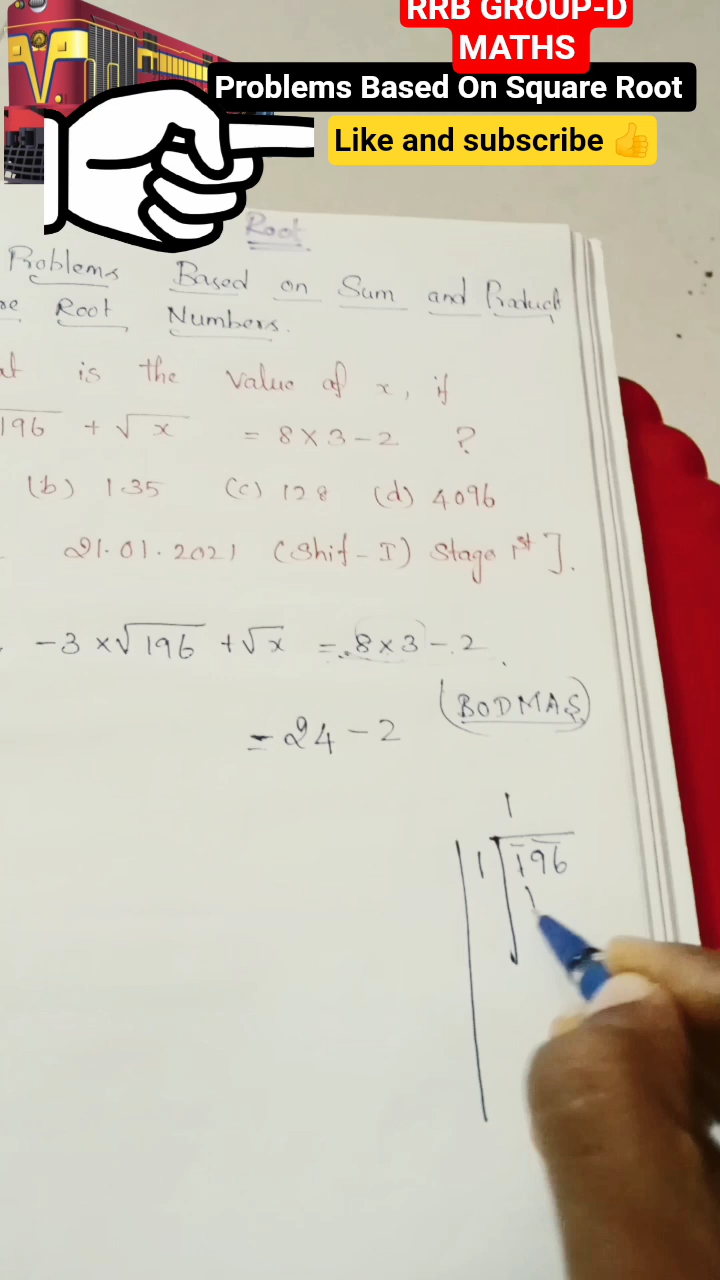 RRB GROUP-D
MATHS
Problems Based On Square Root
Like and subscribe 👍
Root.
Problems Based on Sum and Product
Root Numbers.
is the value of x, if
196 + √x = 8 × 3 - 2 ?
(b) 135 (c) 128 (d) 4096
21.01.2021 (Shif - I) Stage 1st ].
-3 × √196 + √x = 8 × 3 - 2
(BODMAS)
= 24 - 2
1
1 196
1